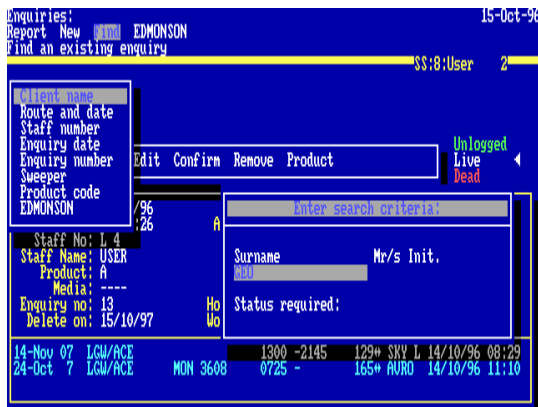 Enquiries: 15-Oct-96
Report New Find EDMONSON
Find an existing enquiry
SS:8:User 2
Client name
Route and date
Staff number
Enquiry date
Enquiry number
Sweeper
Product code
EDMONSON
Edit Confirm Remove Product
Unlogged
Live
Dead
/96
:26 A
Enter search criteria:
Staff No: L 4
Staff Name: USER
Product: A
Media: ----
Enquiry no: 13 Ho
Delete on: 15/10/97 Wo
Surname Mr/s Init.
GEO
Status required:
14-Nov 07 LGW/ACE 1300 -2145 129↔ SKY L 14/10/96 08:29
24-Oct 7 LGW/ACE MON 3608 0725 - 165↔ AURO 14/10/96 11:10